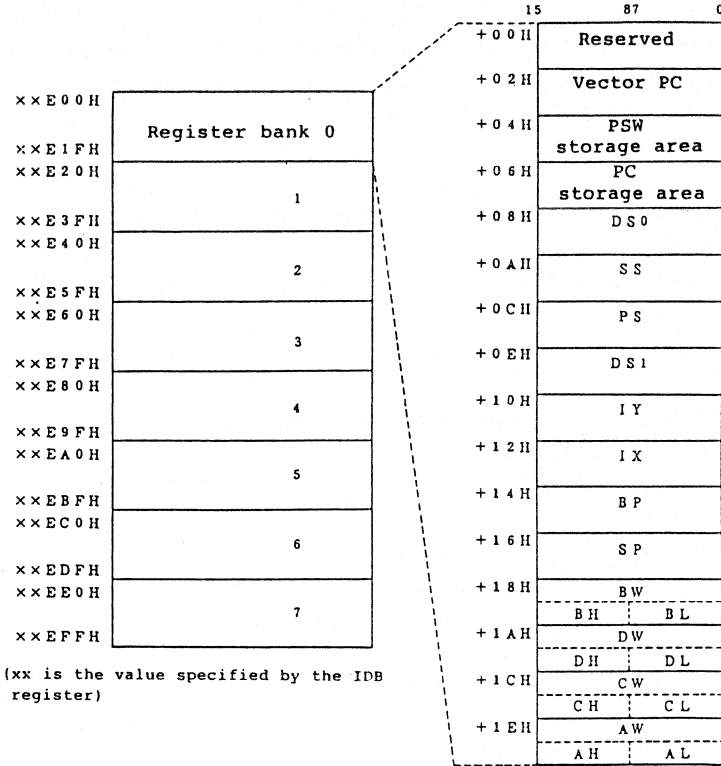 ××E00H
Register bank 0
××E1FH
××E20H
1
××E3FH
××E40H
2
××E5FH
××E60H
3
××E7FH
××E80H
4
××E9FH
××EA0H
5
××EBFH
××EC0H
6
××EDFH
××EE0H
7
××EFFH
(xx is the value specified by the IDB
register)
15 87 0
+00H Reserved
+02H Vector PC
+04H PSW
storage area
+06H PC
storage area
+08H DS0
+0AH SS
+0CH PS
+0EH DS1
+10H IY
+12H IX
+14H BP
+16H SP
+18H BW
BH BL
+1AH DW
DH DL
+1CH CW
CH CL
+1EH AW
AH AL